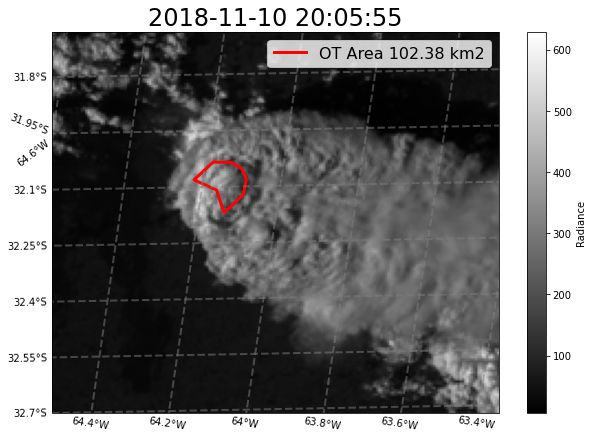 2018-11-10 20:05:55
OT Area 102.38 km2
31.8°S
31.95°S
64.6°W
32.1°S
32.25°S
32.4°S
32.55°S
32.7°S
64.4°W
64.2°W
64°W
63.8°W
63.6°W
63.4°W
600
500
400
300
200
100
Radiance